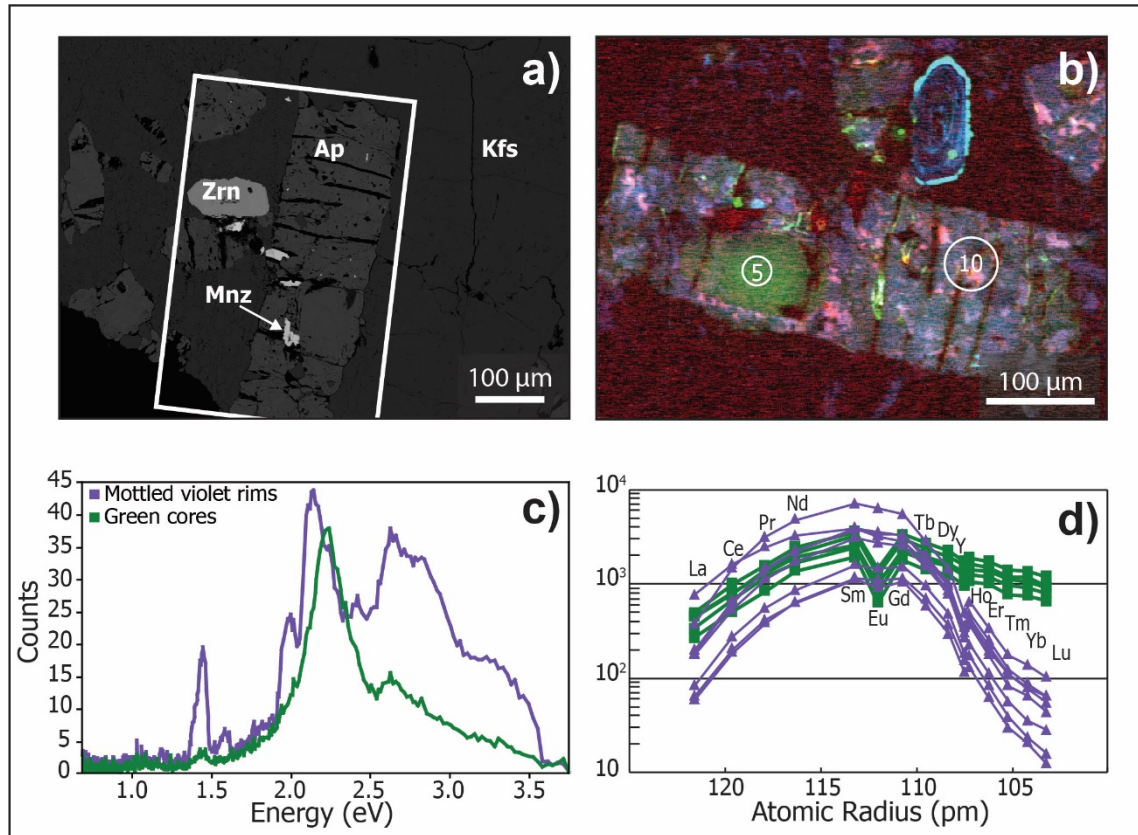 a)
Ap
Kfs
Zrn
Mnz
100 µm
b)
5
10
100 µm
c)
Mottled violet rims
Green cores
45
40
35
30
25
20
15
10
5
0
Counts
1.0 1.5 2.0 2.5 3.0 3.5
Energy (eV)
d)
10⁴
10³
10²
10
La
Ce
Pr
Nd
Sm
Eu
Gd
Tb
Dy
Y
Ho
Er
Tm
Yb
Lu
120 115 110 105
Atomic Radius (pm)